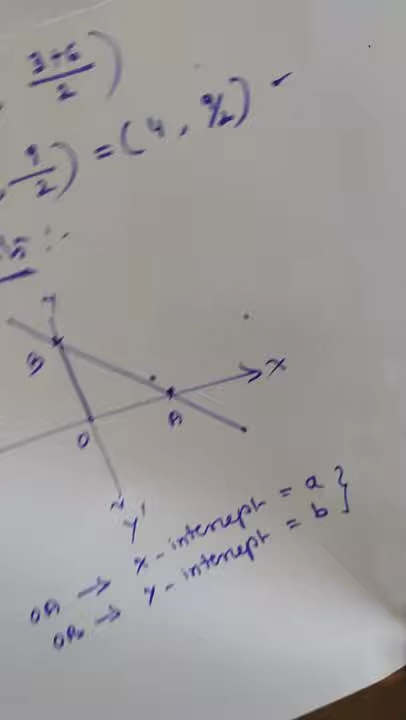 , 3+6/2)
, 9/2) = (4, 9/2)
Y
B
X
A
O
Y'
OA → X-intercept = a }
OB → Y-intercept = b